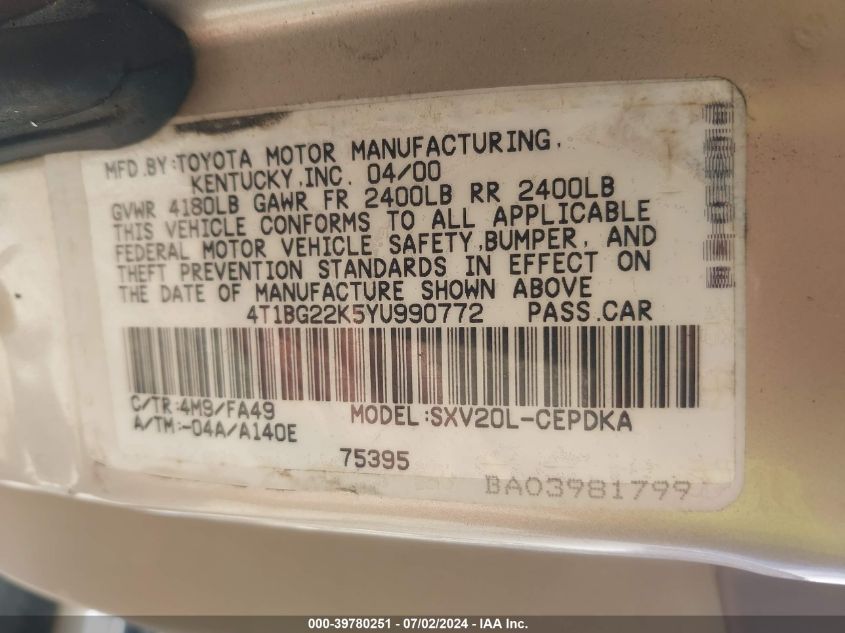 MFD.BY:TOYOTA MOTOR MANUFACTURING,
KENTUCKY,INC. 04/00
GVWR 4180LB GAWR FR 2400LB RR 2400LB
THIS VEHICLE CONFORMS TO ALL APPLICABLE
FEDERAL MOTOR VEHICLE SAFETY,BUMPER, AND
THEFT PREVENTION STANDARDS IN EFFECT ON
THE DATE OF MANUFACTURE SHOWN ABOVE
4T1BG22K5YU990772 PASS.CAR
C/TR:4M9/FA49 MODEL:SXV20L-CEPDKA
A/TM:-04A/A140E
75395
BA03981799
000-39780251 - 07/02/2024 - IAA Inc.